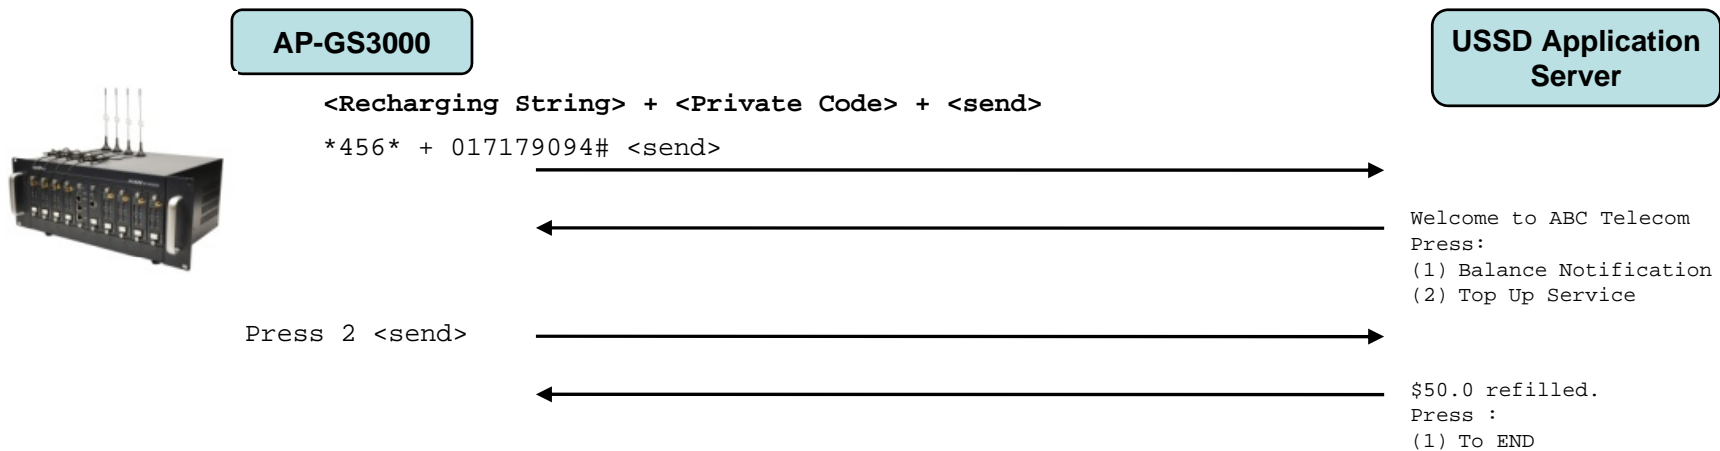 AP-GS3000
USSD Application
Server
<Recharging String> + <Private Code> + <send>
*456* + 017179094# <send>
Welcome to ABC Telecom
Press:
(1) Balance Notification
(2) Top Up Service
Press 2 <send>
$50.0 refilled.
Press :
(1) To END